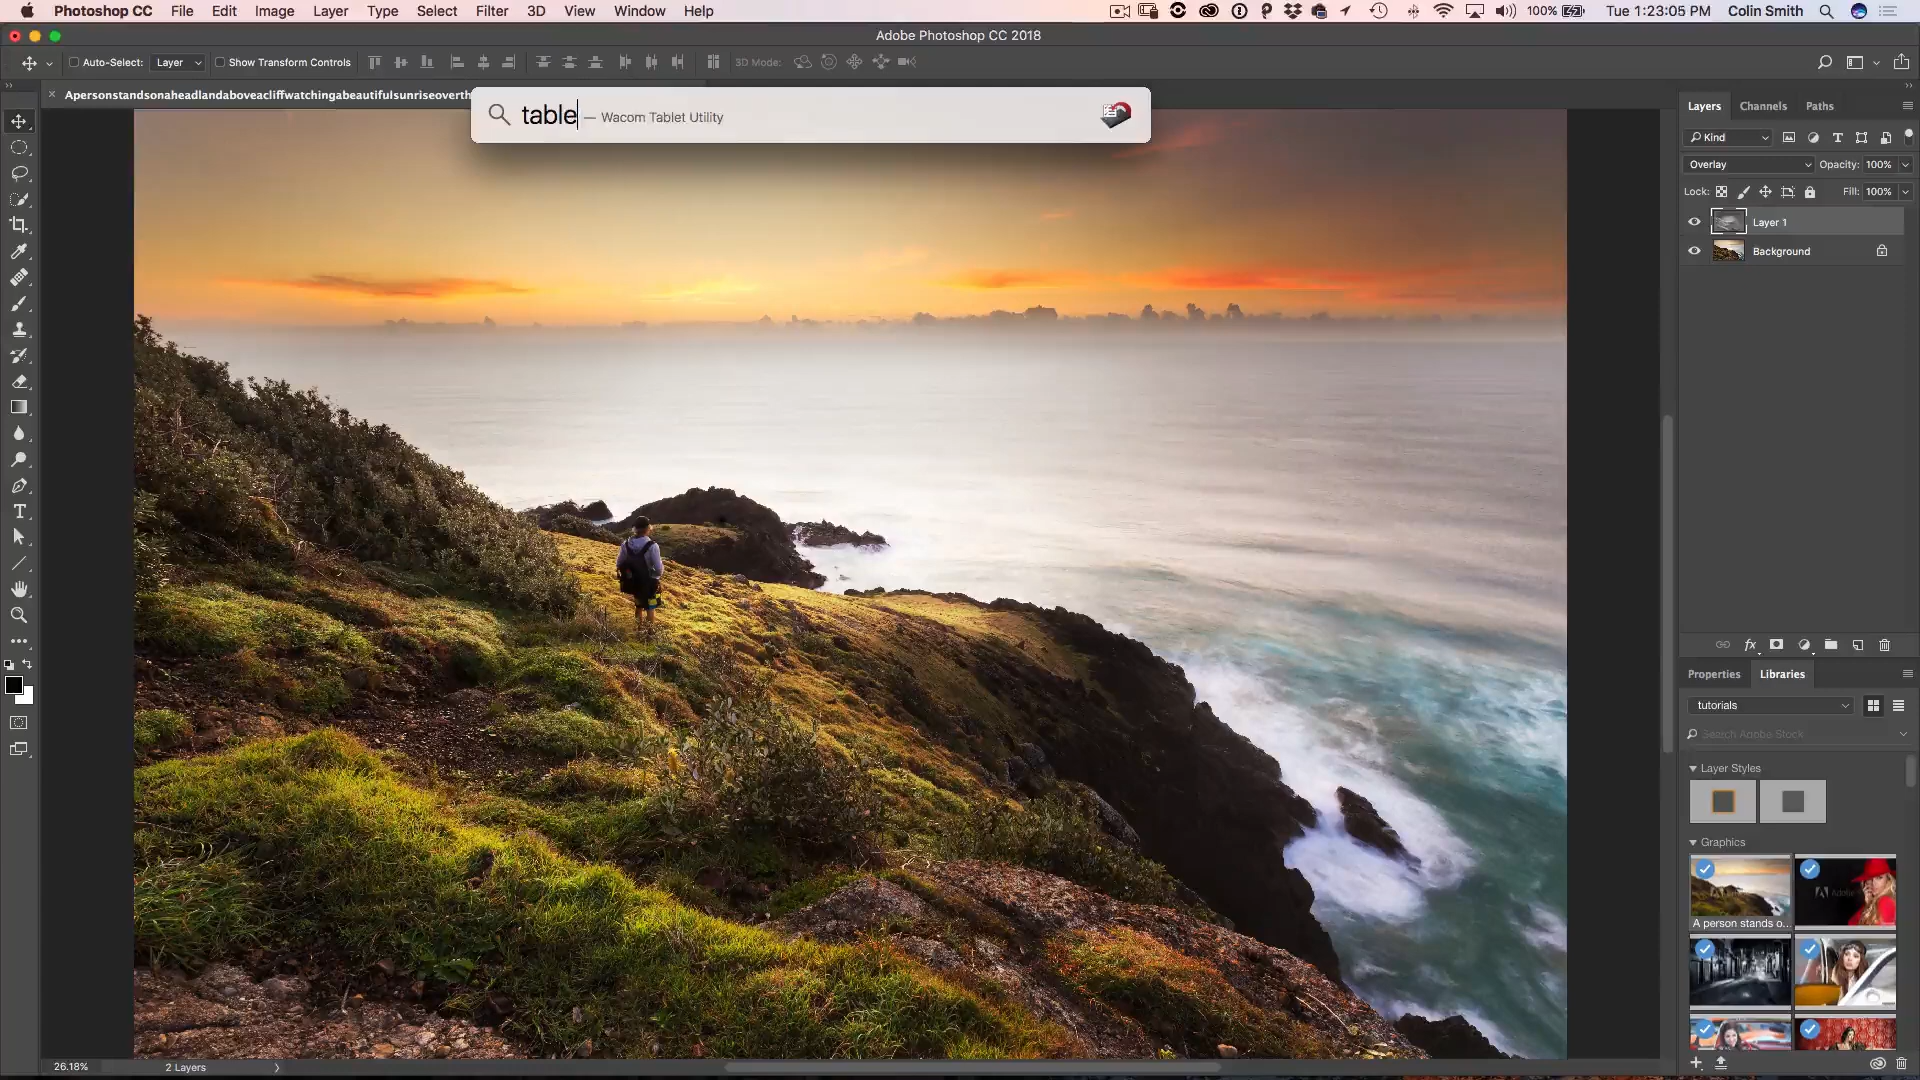 Photoshop CC File Edit Image Layer Type Select Filter 3D View Window Help 100% Tue 1:23:05 PM Colin Smith
Adobe Photoshop CC 2018
Auto-Select: Layer Show Transform Controls 3D Mode:
Apersonstandsonaheadlandaboveacliffwatchingabeautifulsunriseoverth
table — Wacom Tablet Utility
Layers Channels Paths
Kind
Overlay Opacity: 100%
Lock: Fill: 100%
Layer 1
Background
Properties Libraries
tutorials
Search Adobe Stock
Layer Styles
Graphics
A person stands o...
26.18% 2 Layers